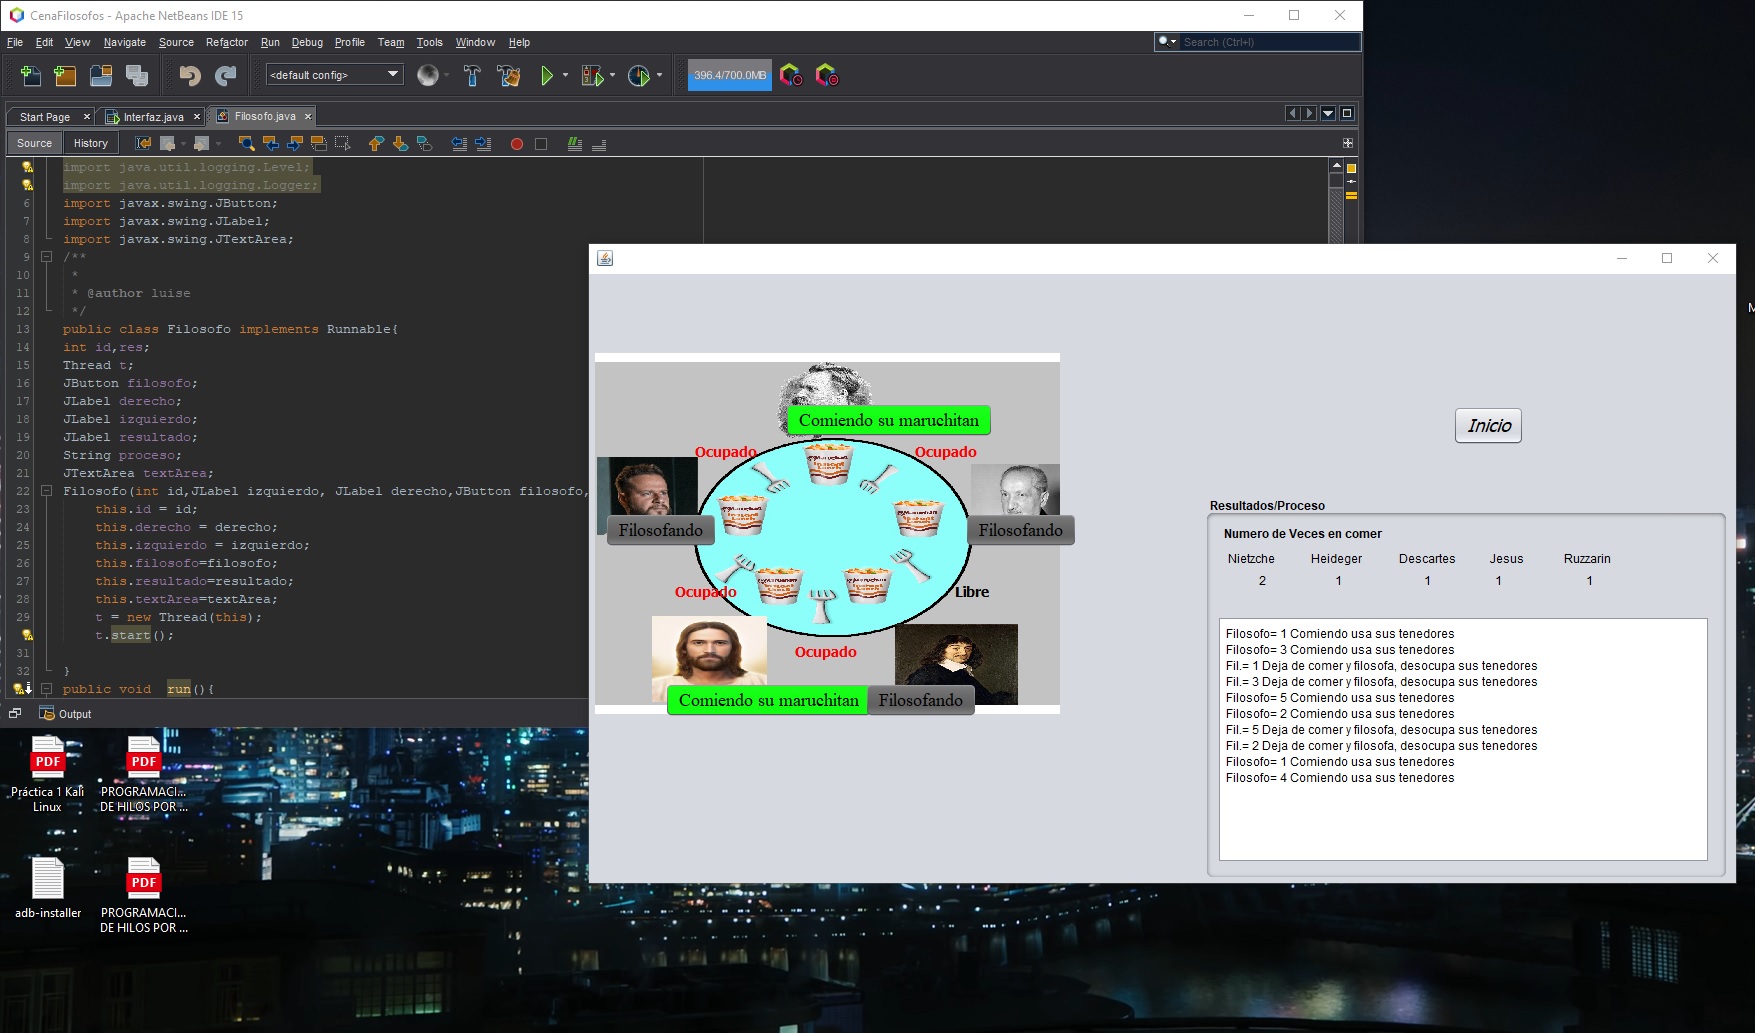 CenaFilosofos - Apache NetBeans IDE 15
File Edit View Navigate Source Refactor Run Debug Profile Team Tools Window Help
Search (Ctrl+I)
<default config>
396.4/700.0MB
Start Page
Interfaz.java
Filosofo.java
Source History
import java.util.logging.Level;
import java.util.logging.Logger;
6 import javax.swing.JButton;
7 import javax.swing.JLabel;
8 import javax.swing.JTextArea;
9 /**
10 *
11 * @author luise
12 */
13 public class Filosofo implements Runnable{
14 int id,res;
15 Thread t;
16 JButton filosofo;
17 JLabel derecho;
18 JLabel izquierdo;
19 JLabel resultado;
20 String proceso;
21 JTextArea textArea;
22 Filosofo(int id,JLabel izquierdo, JLabel derecho,JButton filosofo,
23 this.id = id;
24 this.derecho = derecho;
25 this.izquierdo = izquierdo;
26 this.filosofo=filosofo;
27 this.resultado=resultado;
28 this.textArea=textArea;
29 t = new Thread(this);
t.start();
31
32 }
public void run(){
Output
Comiendo su maruchitan
Ocupado
Ocupado
Filosofando
Filosofando
Ocupado
Libre
Ocupado
Comiendo su maruchitan
Filosofando
Inicio
Resultados/Proceso
Numero de Veces en comer
Nietzche Heideger Descartes Jesus Ruzzarin
2 1 1 1 1
Filosofo= 1 Comiendo usa sus tenedores
Filosofo= 3 Comiendo usa sus tenedores
Fil.= 1 Deja de comer y filosofa, desocupa sus tenedores
Fil.= 3 Deja de comer y filosofa, desocupa sus tenedores
Filosofo= 5 Comiendo usa sus tenedores
Filosofo= 2 Comiendo usa sus tenedores
Fil.= 5 Deja de comer y filosofa, desocupa sus tenedores
Fil.= 2 Deja de comer y filosofa, desocupa sus tenedores
Filosofo= 1 Comiendo usa sus tenedores
Filosofo= 4 Comiendo usa sus tenedores
PDF
Práctica 1 Kali
Linux
PDF
PROGRAMACI...
DE HILOS POR ...
adb-installer
PDF
PROGRAMACI...
DE HILOS POR ...